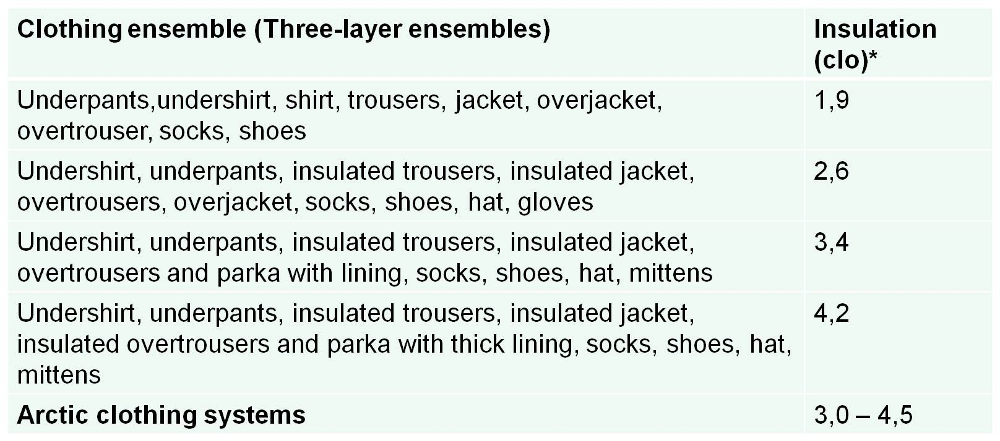 Clothing ensemble (Three-layer ensembles)
Insulation
(clo)*
Underpants,undershirt, shirt, trousers, jacket, overjacket,
overtrouser, socks, shoes
1,9
Undershirt, underpants, insulated trousers, insulated jacket,
overtrousers, overjacket, socks, shoes, hat, gloves
2,6
Undershirt, underpants, insulated trousers, insulated jacket,
overtrousers and parka with lining, socks, shoes, hat, mittens
3,4
Undershirt, underpants, insulated trousers, insulated jacket,
insulated overtrousers and parka with thick lining, socks, shoes, hat,
mittens
4,2
Arctic clothing systems
3,0 – 4,5